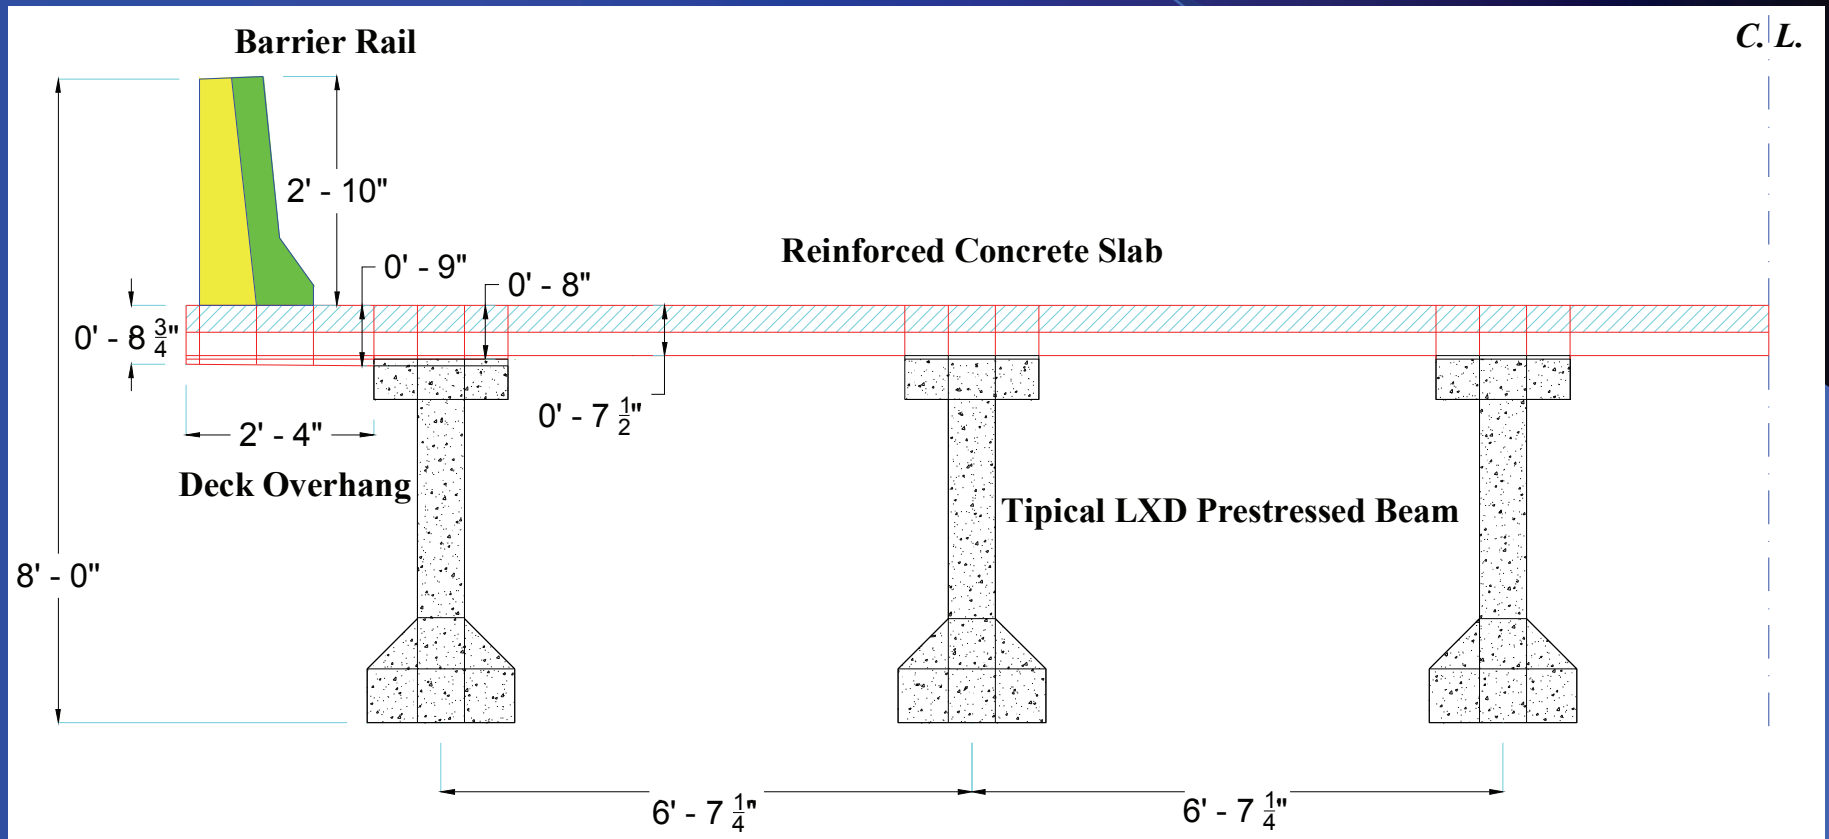 C. L.
Barrier Rail
2' - 10"
Reinforced Concrete Slab
0' - 9"
0' - 8"
0' - 8 3/4"
0' - 7 1/2"
2' - 4"
Deck Overhang
Tipical LXD Prestressed Beam
8' - 0"
6' - 7 1/4"
6' - 7 1/4"